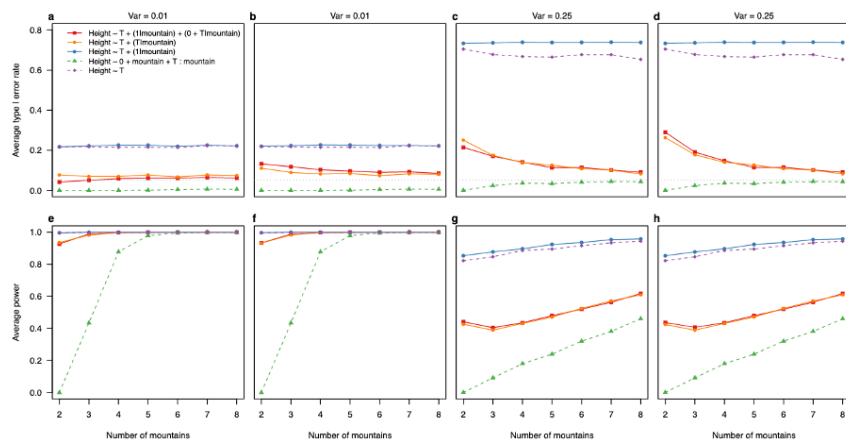 a Var = 0.01
b Var = 0.01
c Var = 0.25
d Var = 0.25
Height ~ T + (1|mountain) + (0 + T|mountain)
Height ~ T + (T|mountain)
Height ~ T + (1|mountain)
Height ~ 0 + mountain + T : mountain
Height ~ T
Average type I error rate
0.8
0.6
0.4
0.2
0.0
e
f
g
h
Average power
1.0
0.8
0.6
0.4
0.2
0.0
2 3 4 5 6 7 8
2 3 4 5 6 7 8
2 3 4 5 6 7 8
2 3 4 5 6 7 8
Number of mountains
Number of mountains
Number of mountains
Number of mountains